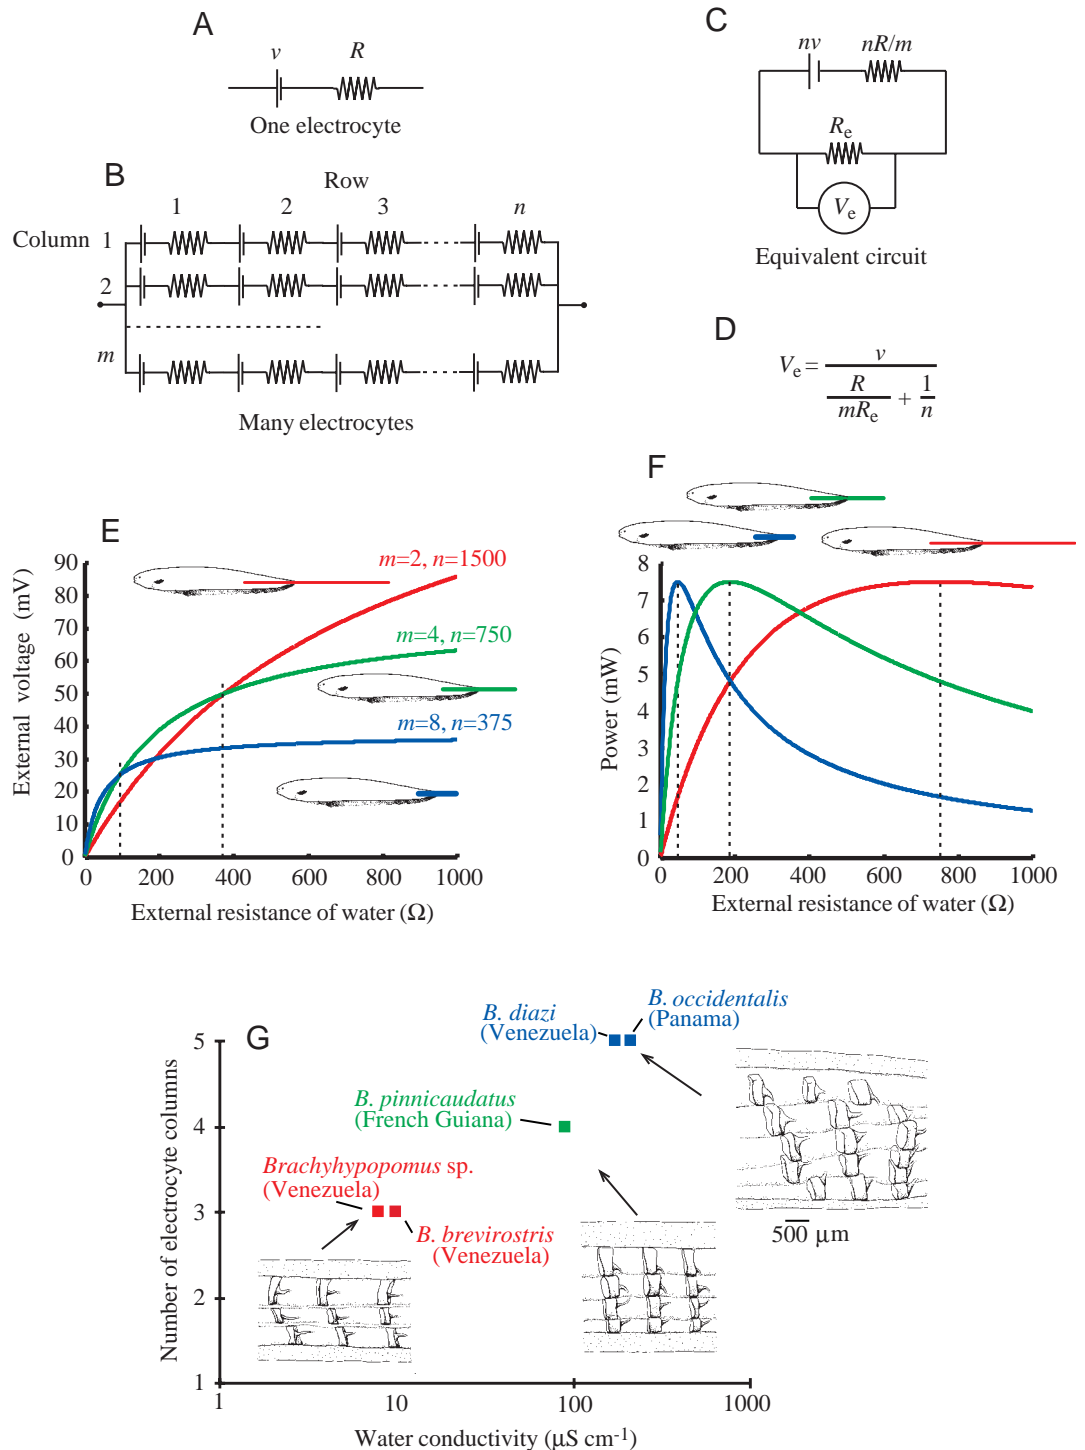 A
v R
One electrocyte
B
Row
1 2 3 n
Column 1
2
m
Many electrocytes
C
nv nR/m
Re
Ve
Equivalent circuit
D
Ve = v / (R/mRe + 1/n)
E
External voltage (mV)
90
80
70
60
50
40
30
20
10
0
m=2, n=1500
m=4, n=750
m=8, n=375
0 200 400 600 800 1000
External resistance of water (Ω)
F
Power (mW)
8
7
6
5
4
3
2
1
0
0 200 400 600 800 1000
External resistance of water (Ω)
G
Number of electrocyte columns
5
4
3
2
1
B. diazi
(Venezuela)
B. occidentalis
(Panama)
B. pinnicaudatus
(French Guiana)
Brachyhypopomus sp.
(Venezuela)
B. brevirostris
(Venezuela)
500 µm
1 10 100 1000
Water conductivity (µS cm-1)